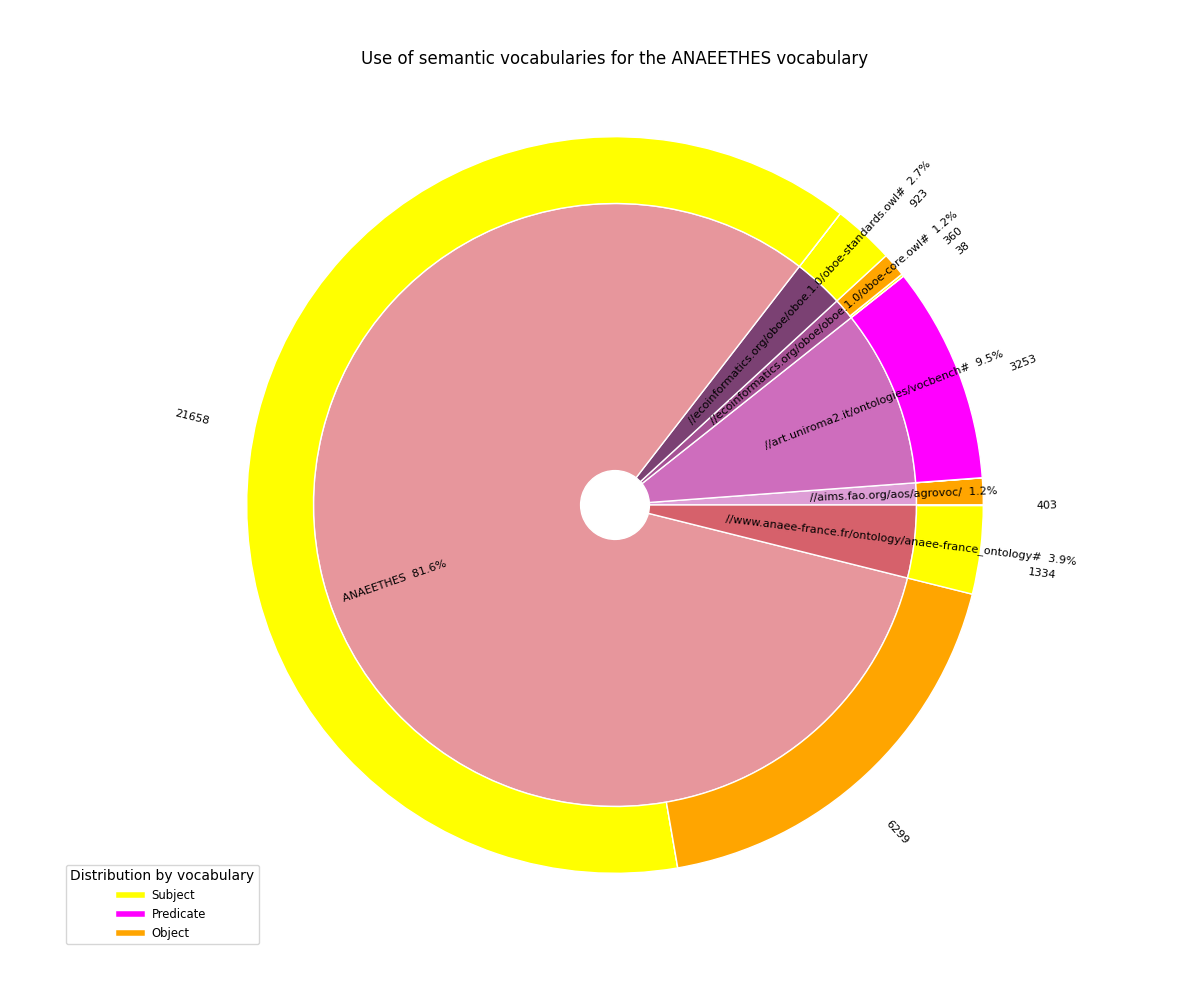 Use of semantic vocabularies for the ANAEETHES vocabulary
//ecoinformatics.org/oboe/oboe.1.0/oboe-standards.owl#  2.7%
923
//ecoinformatics.org/oboe/oboe.1.0/oboe-core.owl#  1.2%
360
38
//art.uniroma2.it/ontologies/vocbench#  9.5%
3253
21658
//aims.fao.org/aos/agrovoc/  1.2%
403
//www.anaee-france.fr/ontology/anaee-france_ontology#  3.9%
1334
ANAEETHES  81.6%
6299
Distribution by vocabulary
Subject
Predicate
Object